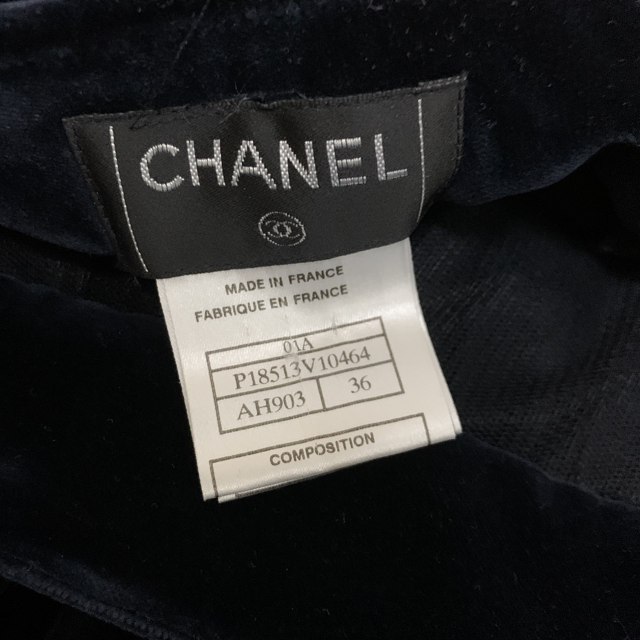 CHANEL
MADE IN FRANCE
FABRIQUE EN FRANCE
01A
P18513V10464
AH903 36
COMPOSITION